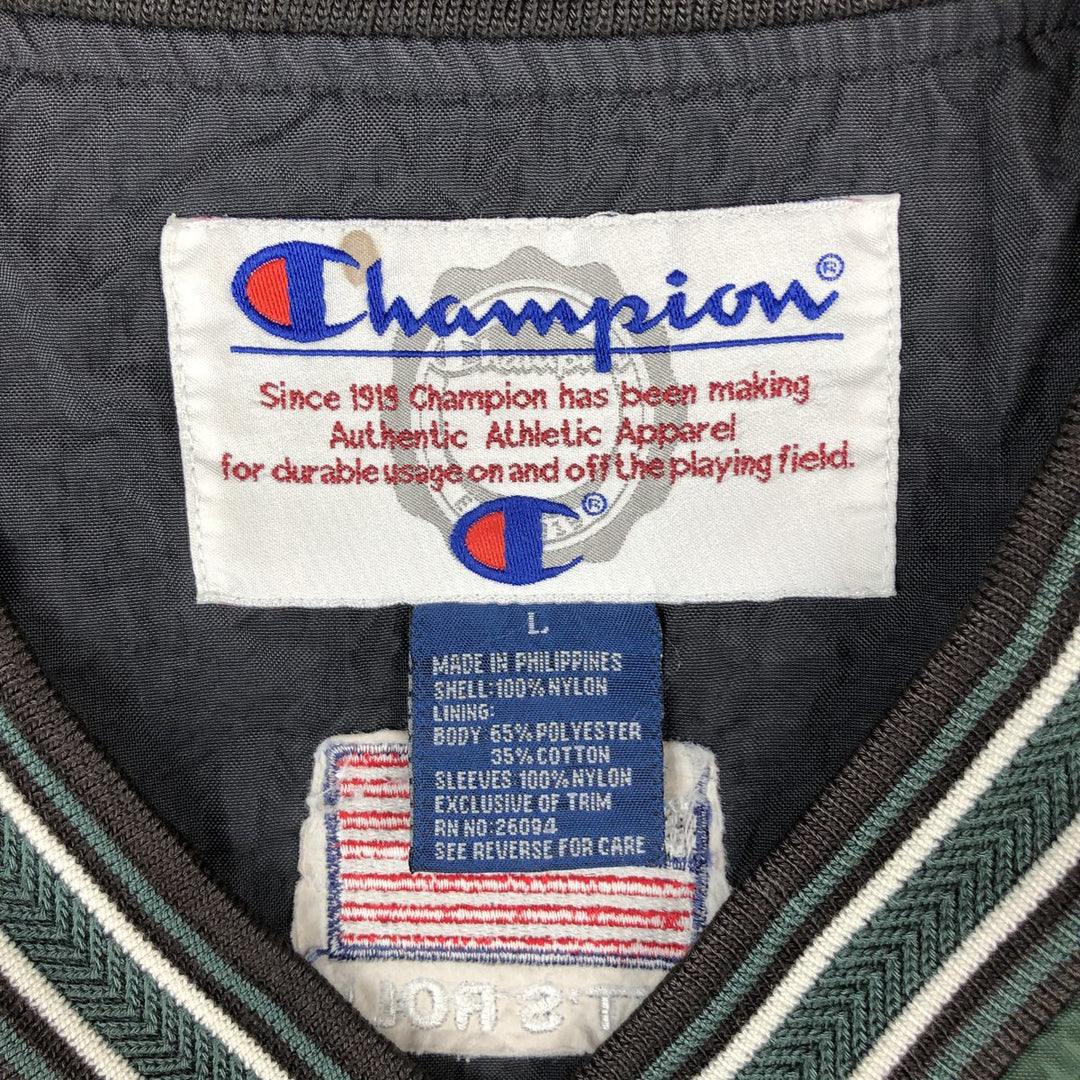 Champion®
Since 1919 Champion has been making
Authentic Athletic Apparel
for durable usage on and off the playing field.
Champion
®
L
MADE IN PHILIPPINES
SHELL: 100% NYLON
LINING:
BODY 65% POLYESTER
35% COTTON
SLEEVES: 100% NYLON
EXCLUSIVE OF TRIM
RN NO: 26094
SEE REVERSE FOR CARE